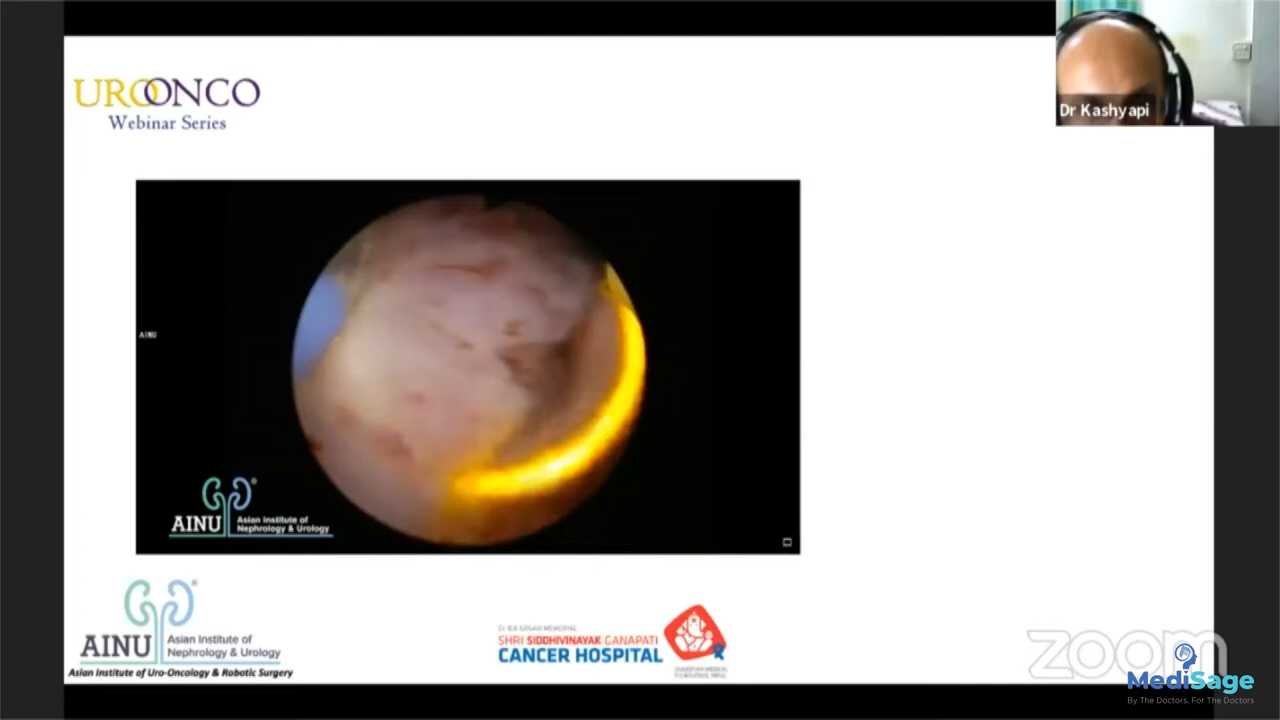 UROONCO
Webinar Series
Dr Kashyapi
AINU
AINU
Asian Institute of
Nephrology & Urology
AINU
Asian Institute of
Nephrology & Urology
Asian Institute of Uro-Oncology & Robotic Surgery
SHRI SIDDHIVINAYAK GANAPATI
CANCER HOSPITAL
zoom
MediSage
By The Doctors, For The Doctors